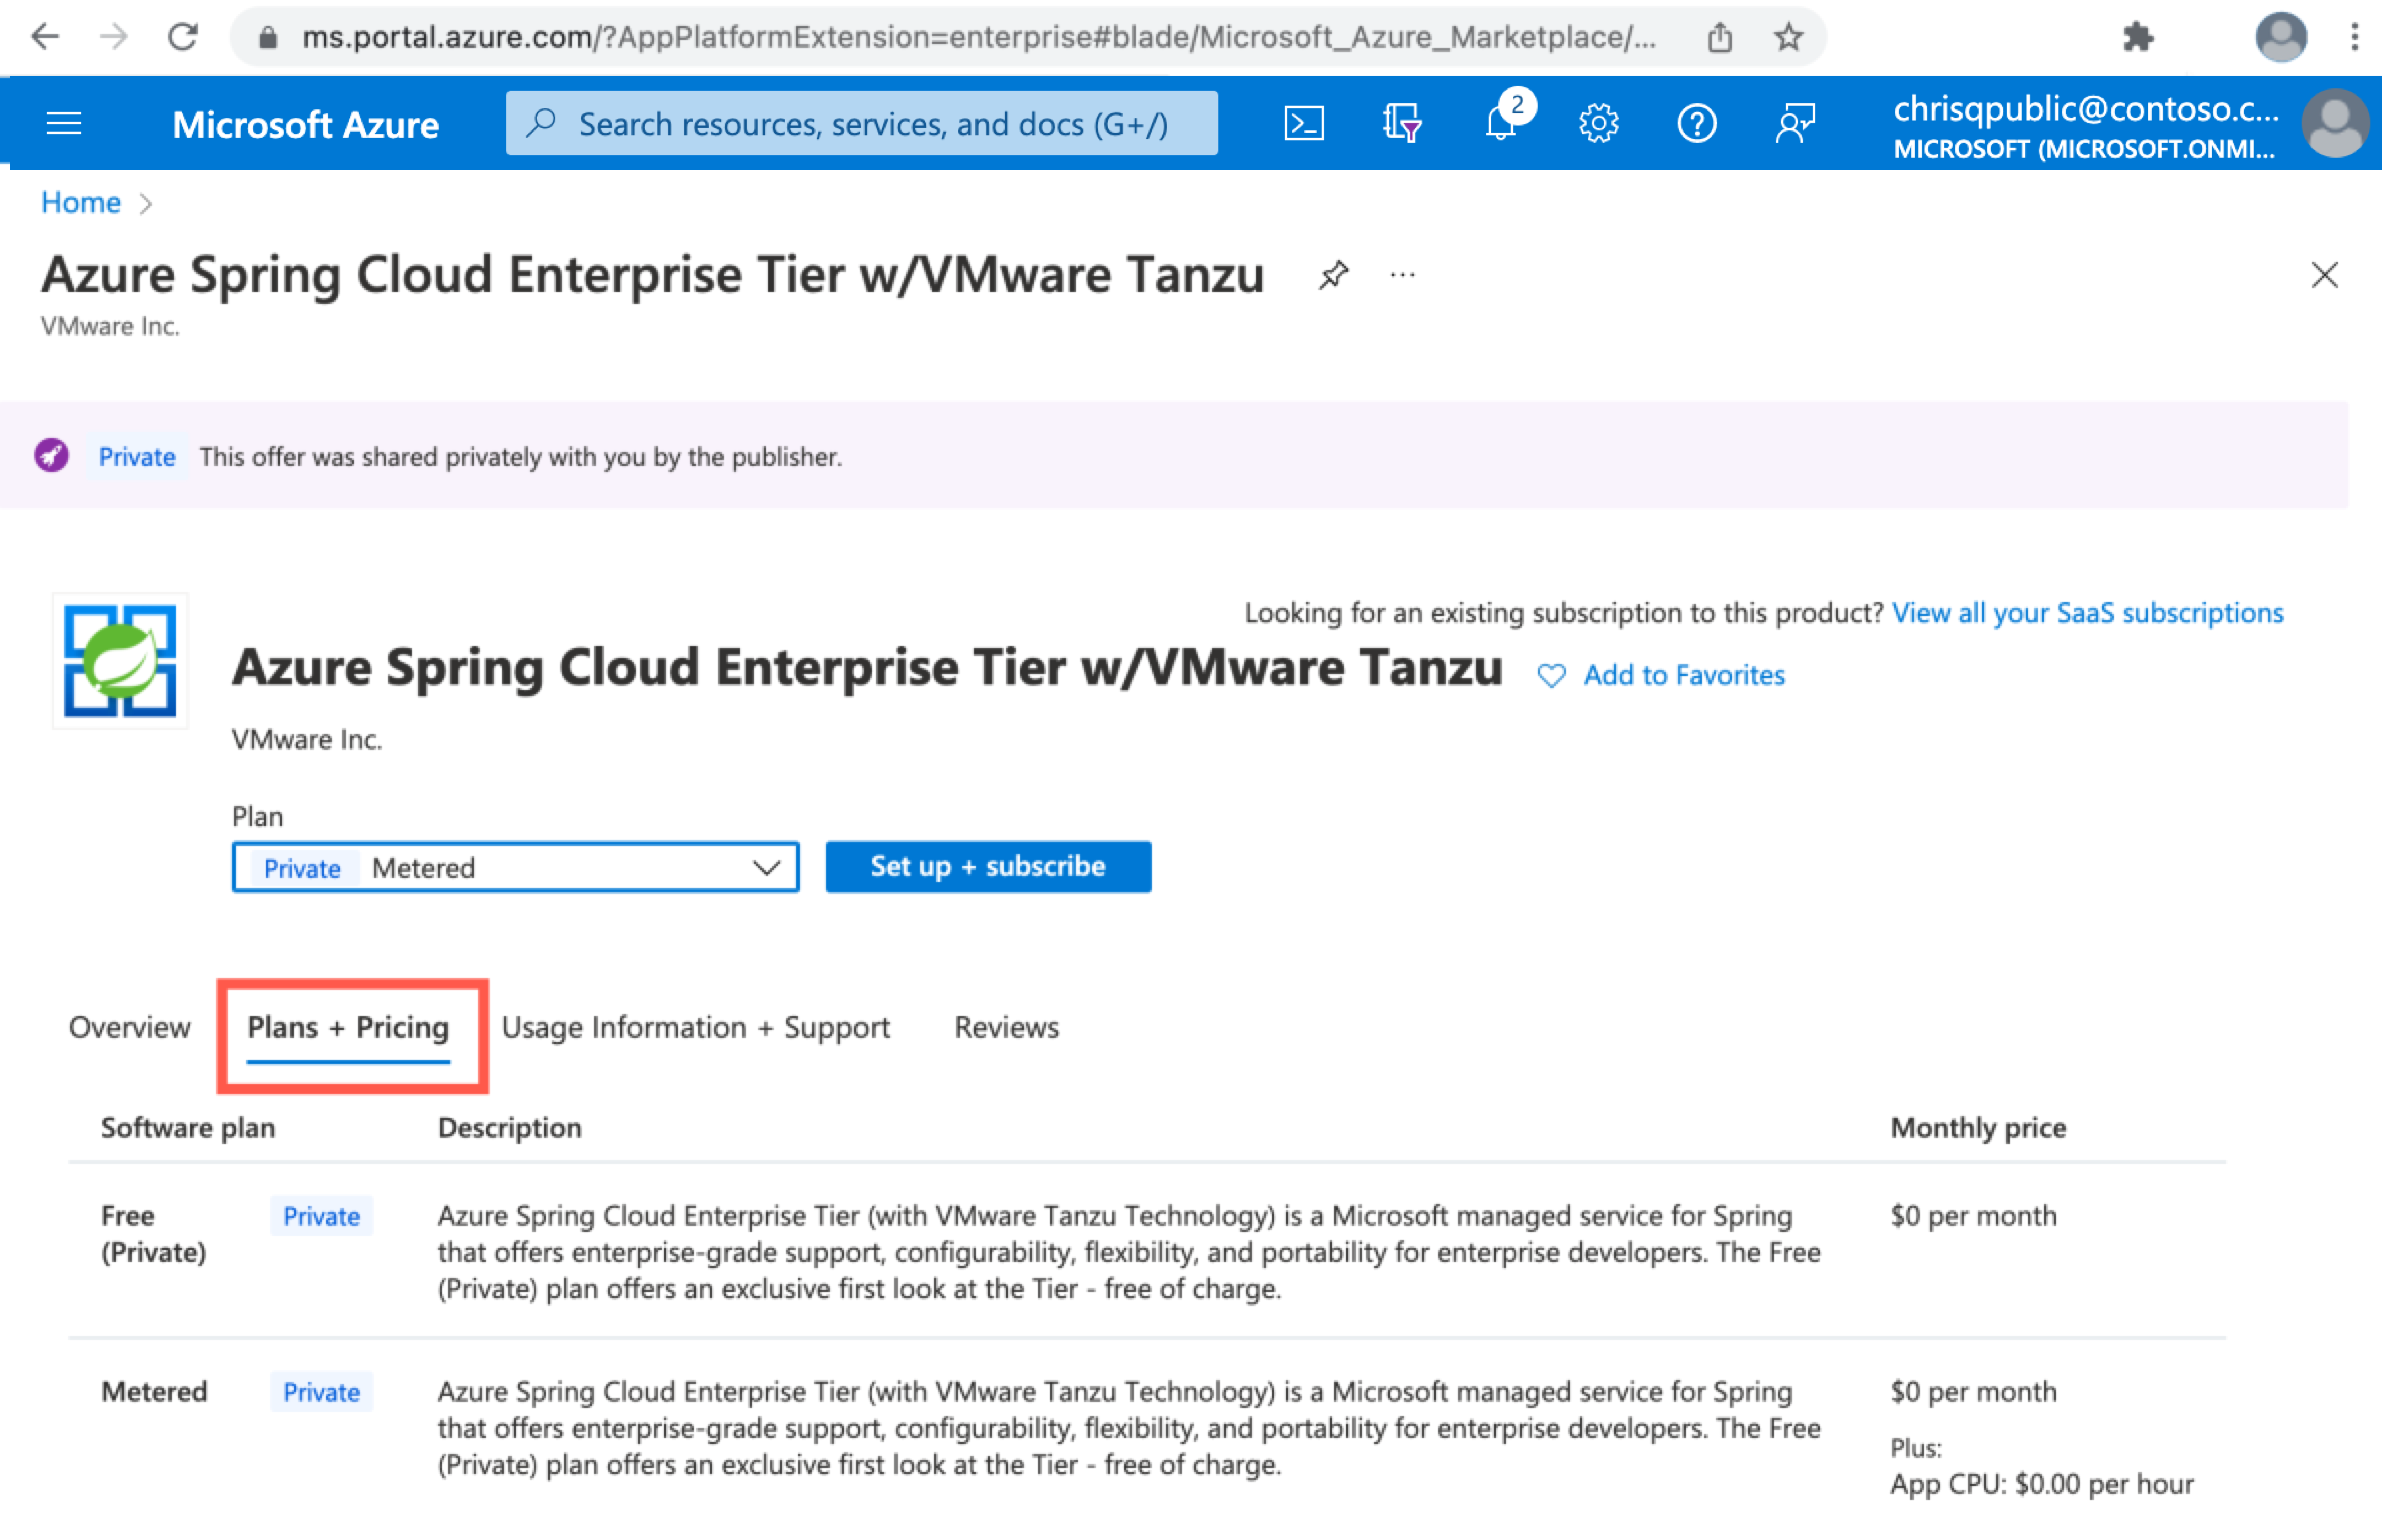 ms.portal.azure.com/?AppPlatformExtension=enterprise#blade/Microsoft_Azure_Marketplace/...
Microsoft Azure
Search resources, services, and docs (G+/)
2
chrisqpublic@contoso.c...
MICROSOFT (MICROSOFT.ONMI...
Home
Azure Spring Cloud Enterprise Tier w/VMware Tanzu
...
VMware Inc.
Private This offer was shared privately with you by the publisher.
Looking for an existing subscription to this product? View all your SaaS subscriptions
Azure Spring Cloud Enterprise Tier w/VMware Tanzu
Add to Favorites
VMware Inc.
Plan
Private Metered
Set up + subscribe
Overview
Plans + Pricing
Usage Information + Support
Reviews
Software plan
Description
Monthly price
Free
(Private)
Private
Azure Spring Cloud Enterprise Tier (with VMware Tanzu Technology) is a Microsoft managed service for Spring
that offers enterprise-grade support, configurability, flexibility, and portability for enterprise developers. The Free
(Private) plan offers an exclusive first look at the Tier - free of charge.
$0 per month
Metered
Private
Azure Spring Cloud Enterprise Tier (with VMware Tanzu Technology) is a Microsoft managed service for Spring
that offers enterprise-grade support, configurability, flexibility, and portability for enterprise developers. The Free
(Private) plan offers an exclusive first look at the Tier - free of charge.
$0 per month
Plus:
App CPU: $0.00 per hour